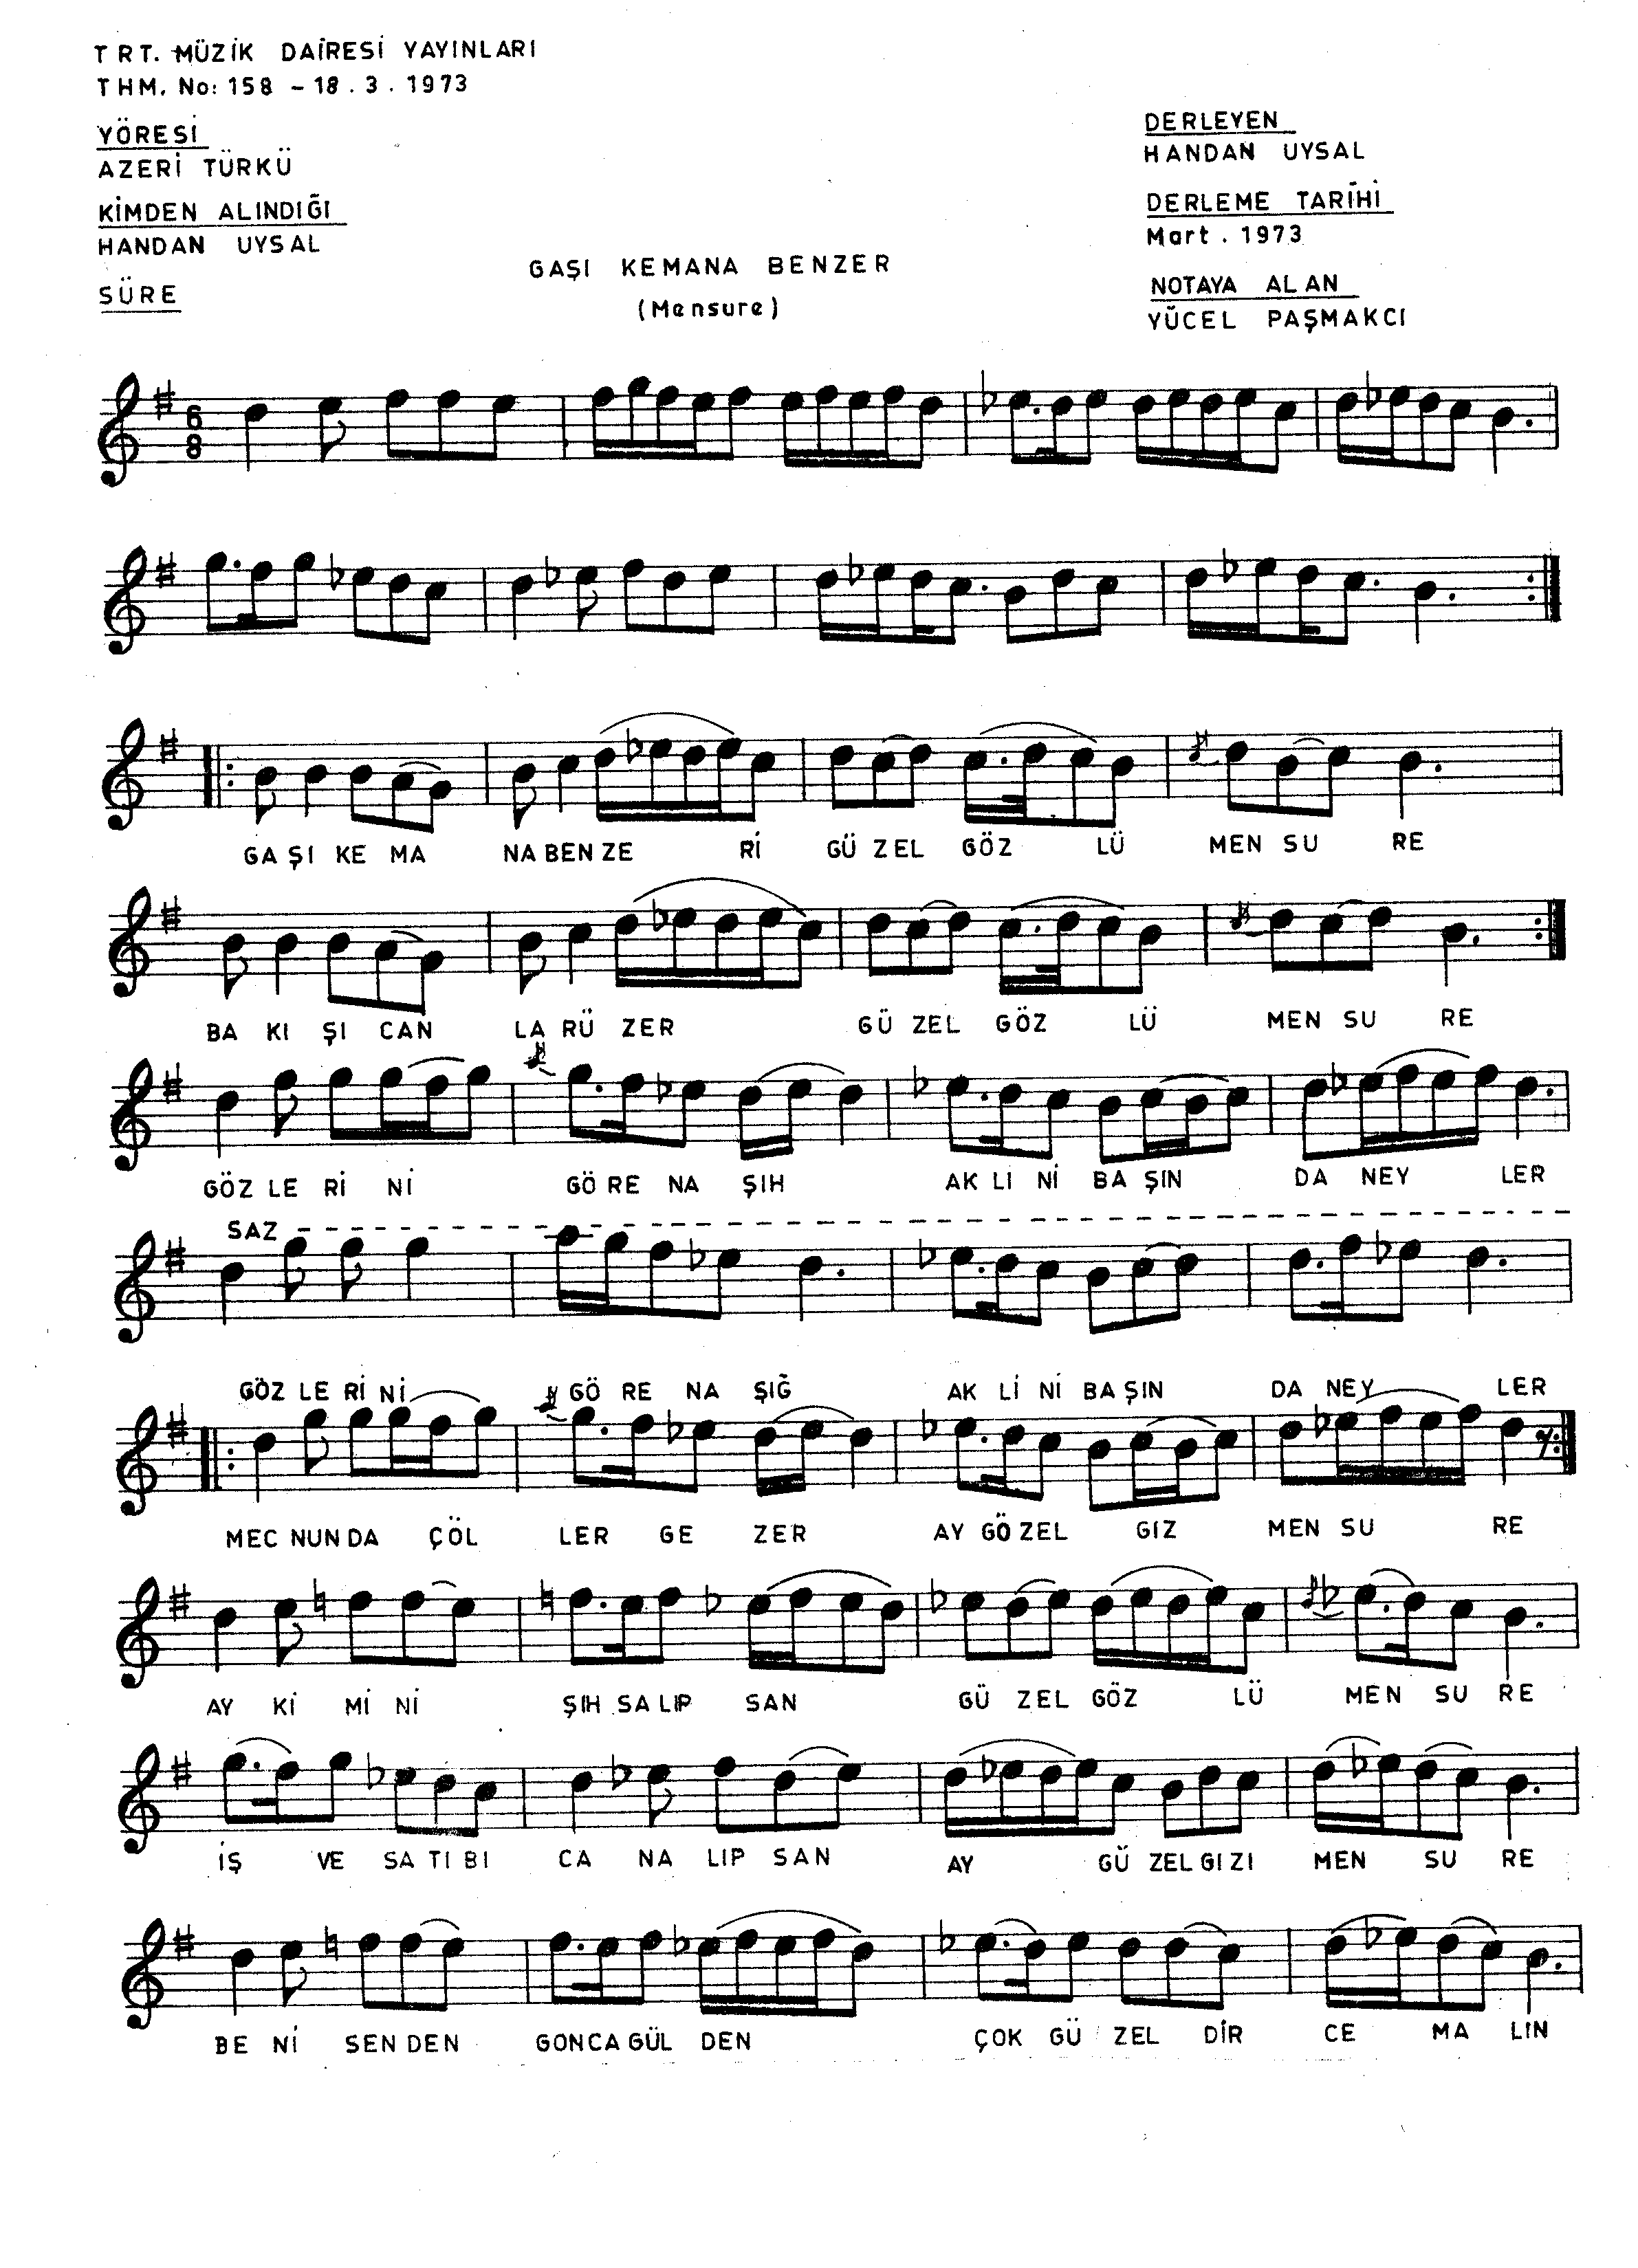 TRT. MÜZİK DAİRESİ YAYINLARI
THM. No: 158 – 18.3.1973
YÖRESİ
AZERİ TÜRKÜ
KİMDEN ALINDIĞI
HANDAN UYSAL
SÜRE
DERLEYEN
HANDAN UYSAL
DERLEME TARİHİ
Mart. 1973
NOTAYA ALAN
YÜCEL PAŞMAKCI
GAŞI KEMANA BENZER
(Mensure)
6
8
GA ŞI KE MA NA BEN ZE Rİ GÜ ZEL GÖZ LÜ MEN SU RE
BA KI ŞI CAN LA RÜ ZER GÜ ZEL GÖZ LÜ MEN SU RE
GÖZ LE Rİ Nİ GÖ RE NA ŞIH AK LI Nİ BA ŞIN DA NEY LER
SAZ
GÖZ LE Rİ Nİ GÖ RE NA ŞIĞ AK Lİ Nİ BA ŞIN DA NEY LER
MEC NUN DA ÇÖL LER GE ZER AY GÖ ZEL GIZ MEN SU RE
AY Kİ Mİ Nİ ŞIH SA LIP SAN GÜ ZEL GÖZ LÜ MEN SU RE
İŞ VE SA TI BI CA NA LIP SAN AY GÜ ZEL GI ZI MEN SU RE
BE Nİ SEN DEN GON CA GÜL DEN ÇOK GÜ ZEL DİR CE MA LIN